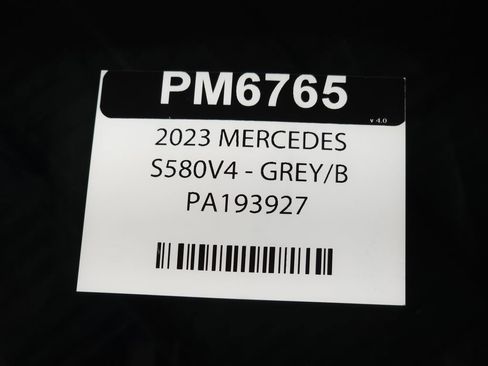 PM6765
v 4.0
2023 MERCEDES
S580V4 - GREY/B
PA193927